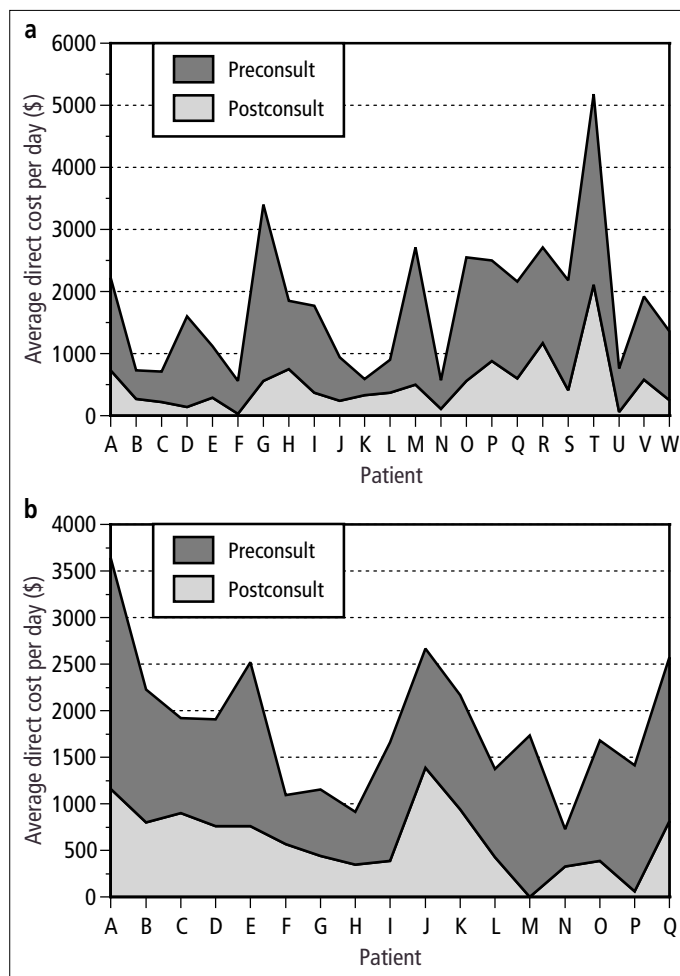 a
6000
5000
4000
3000
2000
1000
0
Average direct cost per day ($)
Preconsult
Postconsult
A B C D E F G H I J K L M N O P Q R S T U V W
Patient
b
4000
3500
3000
2500
2000
1500
1000
500
0
Average direct cost per day ($)
Preconsult
Postconsult
A B C D E F G H I J K L M N O P Q
Patient